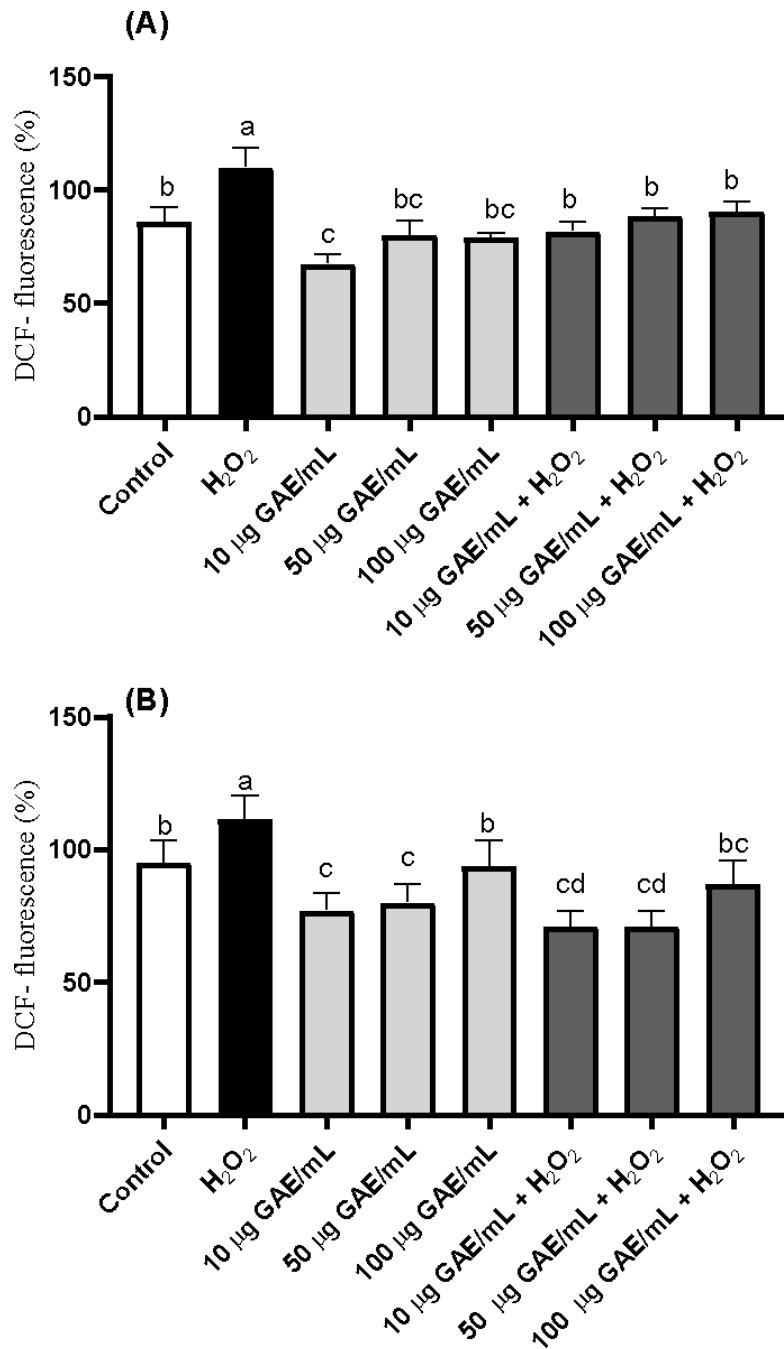 (A)
DCF- fluorescence (%)
150
100
50
0
b
a
c
bc
bc
b
b
b
Control
H₂O₂
10 µg GAE/mL
50 µg GAE/mL
100 µg GAE/mL
10 µg GAE/mL + H₂O₂
50 µg GAE/mL + H₂O₂
100 µg GAE/mL + H₂O₂
(B)
DCF- fluorescence (%)
150
100
50
0
b
a
c
c
b
cd
cd
bc
Control
H₂O₂
10 µg GAE/mL
50 µg GAE/mL
100 µg GAE/mL
10 µg GAE/mL + H₂O₂
50 µg GAE/mL + H₂O₂
100 µg GAE/mL + H₂O₂